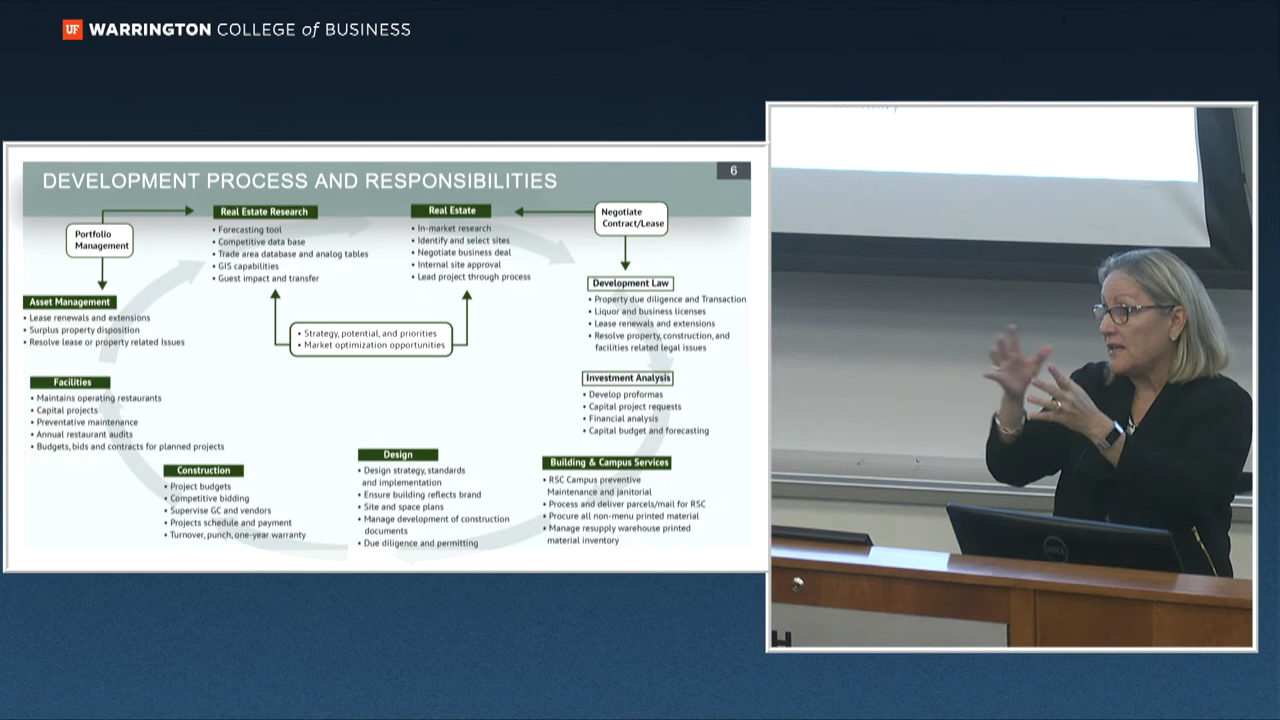 UF WARRINGTON COLLEGE of BUSINESS
DEVELOPMENT PROCESS AND RESPONSIBILITIES
6
Portfolio
Management
Real Estate Research
• Forecasting tool
• Competitive data base
• Trade area database and analog tables
• GIS capabilities
• Guest impact and transfer
Real Estate
• In-market research
• Identify and select sites
• Negotiate business deal
• Internal site approval
• Lead project through process
Negotiate
Contract/Lease
Development Law
• Property due diligence and Transaction
• Liquor and business licenses
• Lease renewals and extensions
• Resolve property, construction, and
facilities related legal issues
Asset Management
• Lease renewals and extensions
• Surplus property disposition
• Resolve lease or property related Issues
• Strategy, potential, and priorities
• Market optimization opportunities
Facilities
• Maintains operating restaurants
• Capital projects
• Preventative maintenance
• Annual restaurant audits
• Budgets, bids and contracts for planned projects
Investment Analysis
• Develop proformas
• Capital project requests
• Financial analysis
• Capital budget and forecasting
Construction
• Project budgets
• Competitive bidding
• Supervise GC and vendors
• Projects schedule and payment
• Turnover, punch, one-year warranty
Design
• Design strategy, standards
and implementation
• Ensure building reflects brand
• Site and space plans
• Manage development of construction
documents
• Due diligence and permitting
Building & Campus Services
• RSC Campus preventive
Maintenance and janitorial
• Process and deliver parcels/mail for RSC
• Procure all non-menu printed material
• Manage resupply warehouse printed
material inventory
DELL
H